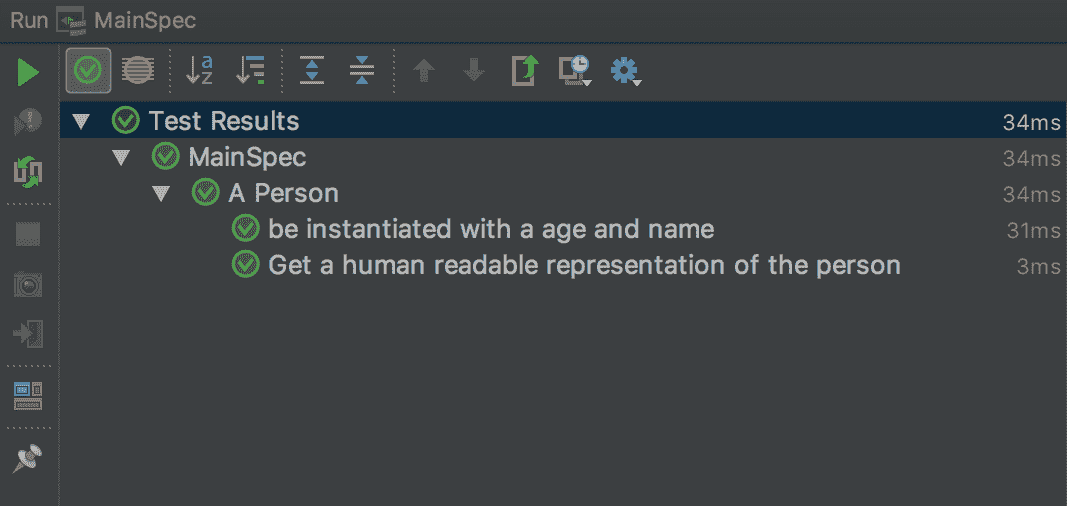 Run MainSpec
Test Results 34ms
MainSpec 34ms
A Person 34ms
be instantiated with a age and name 31ms
Get a human readable representation of the person 3ms